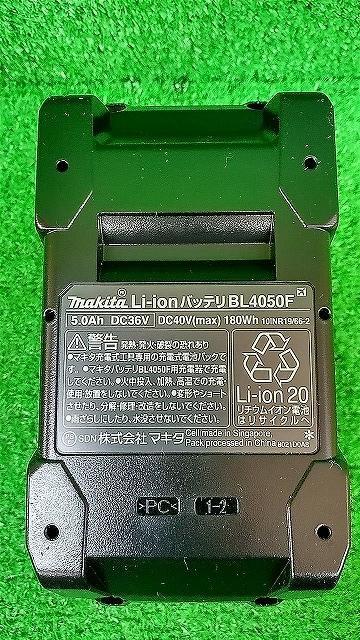 makita® Li-ion バッテリ BL4050F
5.0Ah DC36V DC40V(max) 180Wh 10INR19/66-2
⚠警告 発熱・発火・破裂の恐れあり
●マキタ充電式工具専用の充電式電池パックで
す。●マキタバッテリBL4050F用充電器で充電
してください。●火中投入、加熱、高温での充電・
使用・放置をしないでください。●変形やショート
させたり、分解・修理・改造をしないでください。
●雨ざらしにしたり、水没させないでください。
Li-ion 20
リチウムイオン電池
はリサイクルへ
SDN 株式会社 マキタ
Cell made in Singapore,
Pack processed in China
>PC< 1-2